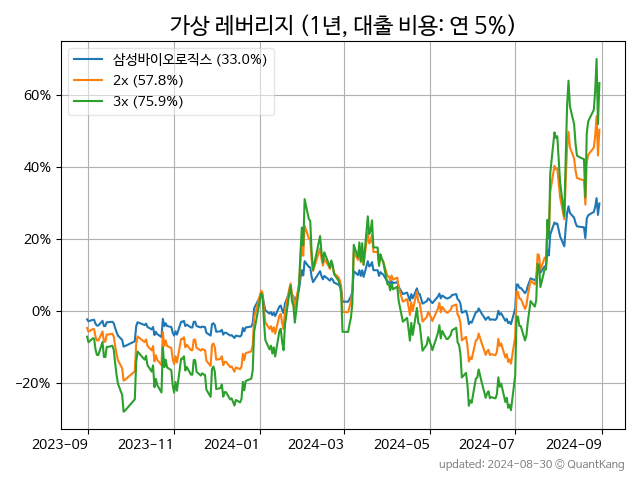 가상 레버리지 (1년, 대출 비용: 연 5%)
삼성바이오로직스 (33.0%)
2x (57.8%)
3x (75.9%)
60%
40%
20%
0%
−20%
2023-09
2023-11
2024-01
2024-03
2024-05
2024-07
2024-09
updated: 2024-08-30 © QuantKang